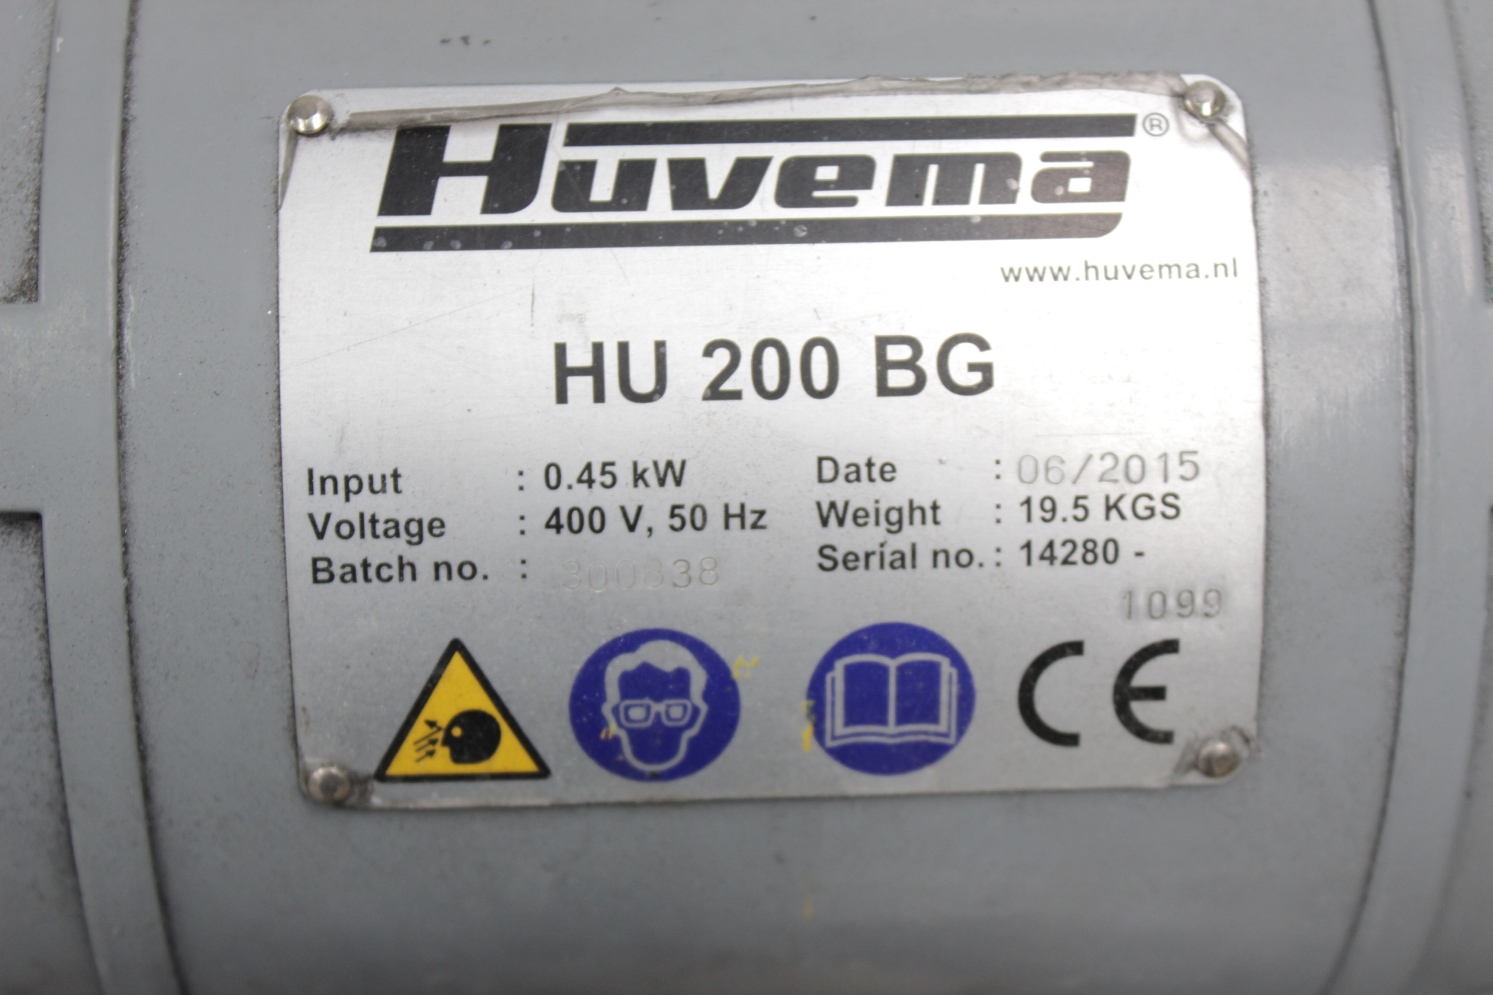 Huvema®
www.huvema.nl
HU 200 BG
Input : 0.45 kW
Voltage : 400 V, 50 Hz
Batch no. :
Date : 06/2015
Weight : 19.5 KGS
Serial no. : 14280 -
1099
CE